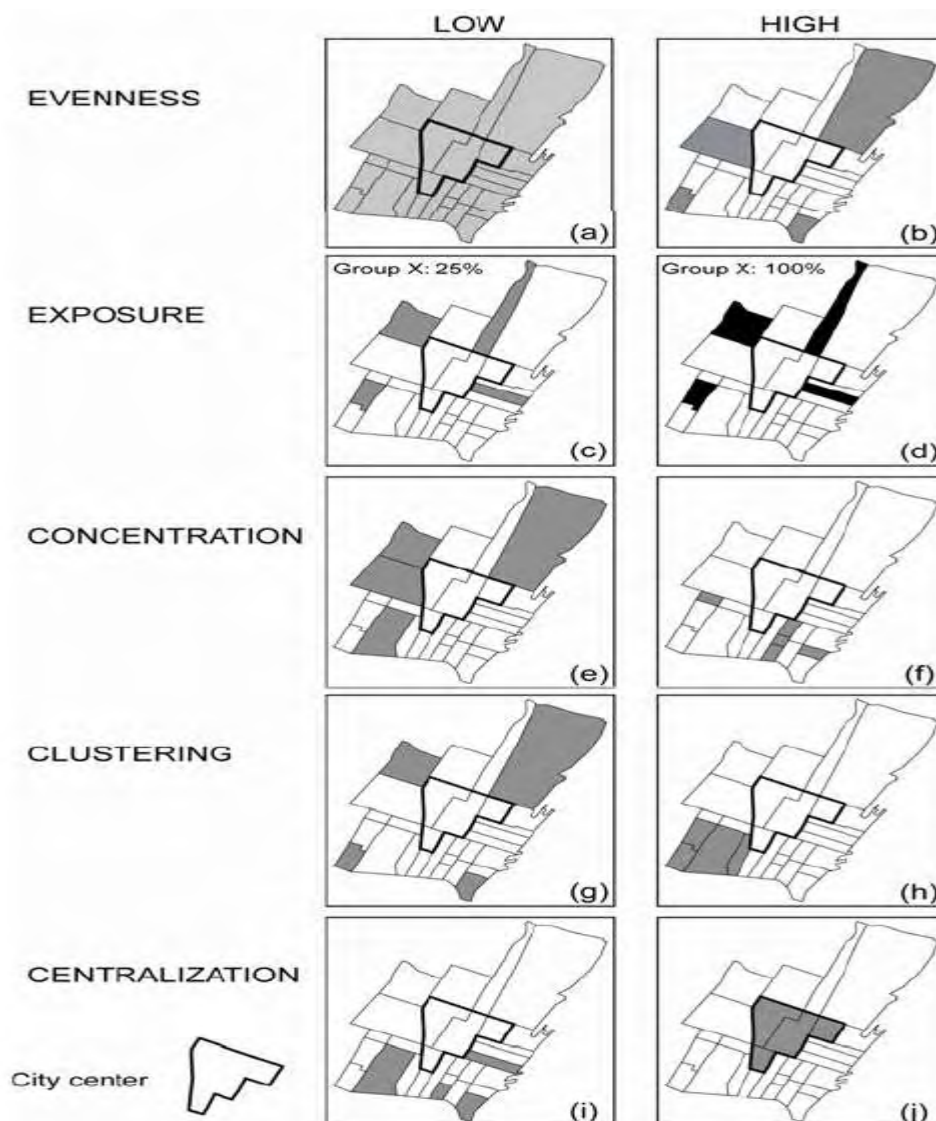 LOW HIGH
EVENNESS
(a) (b)
EXPOSURE
Group X: 25% Group X: 100%
(c) (d)
CONCENTRATION
(e) (f)
CLUSTERING
(g) (h)
CENTRALIZATION
City center
(i) (j)